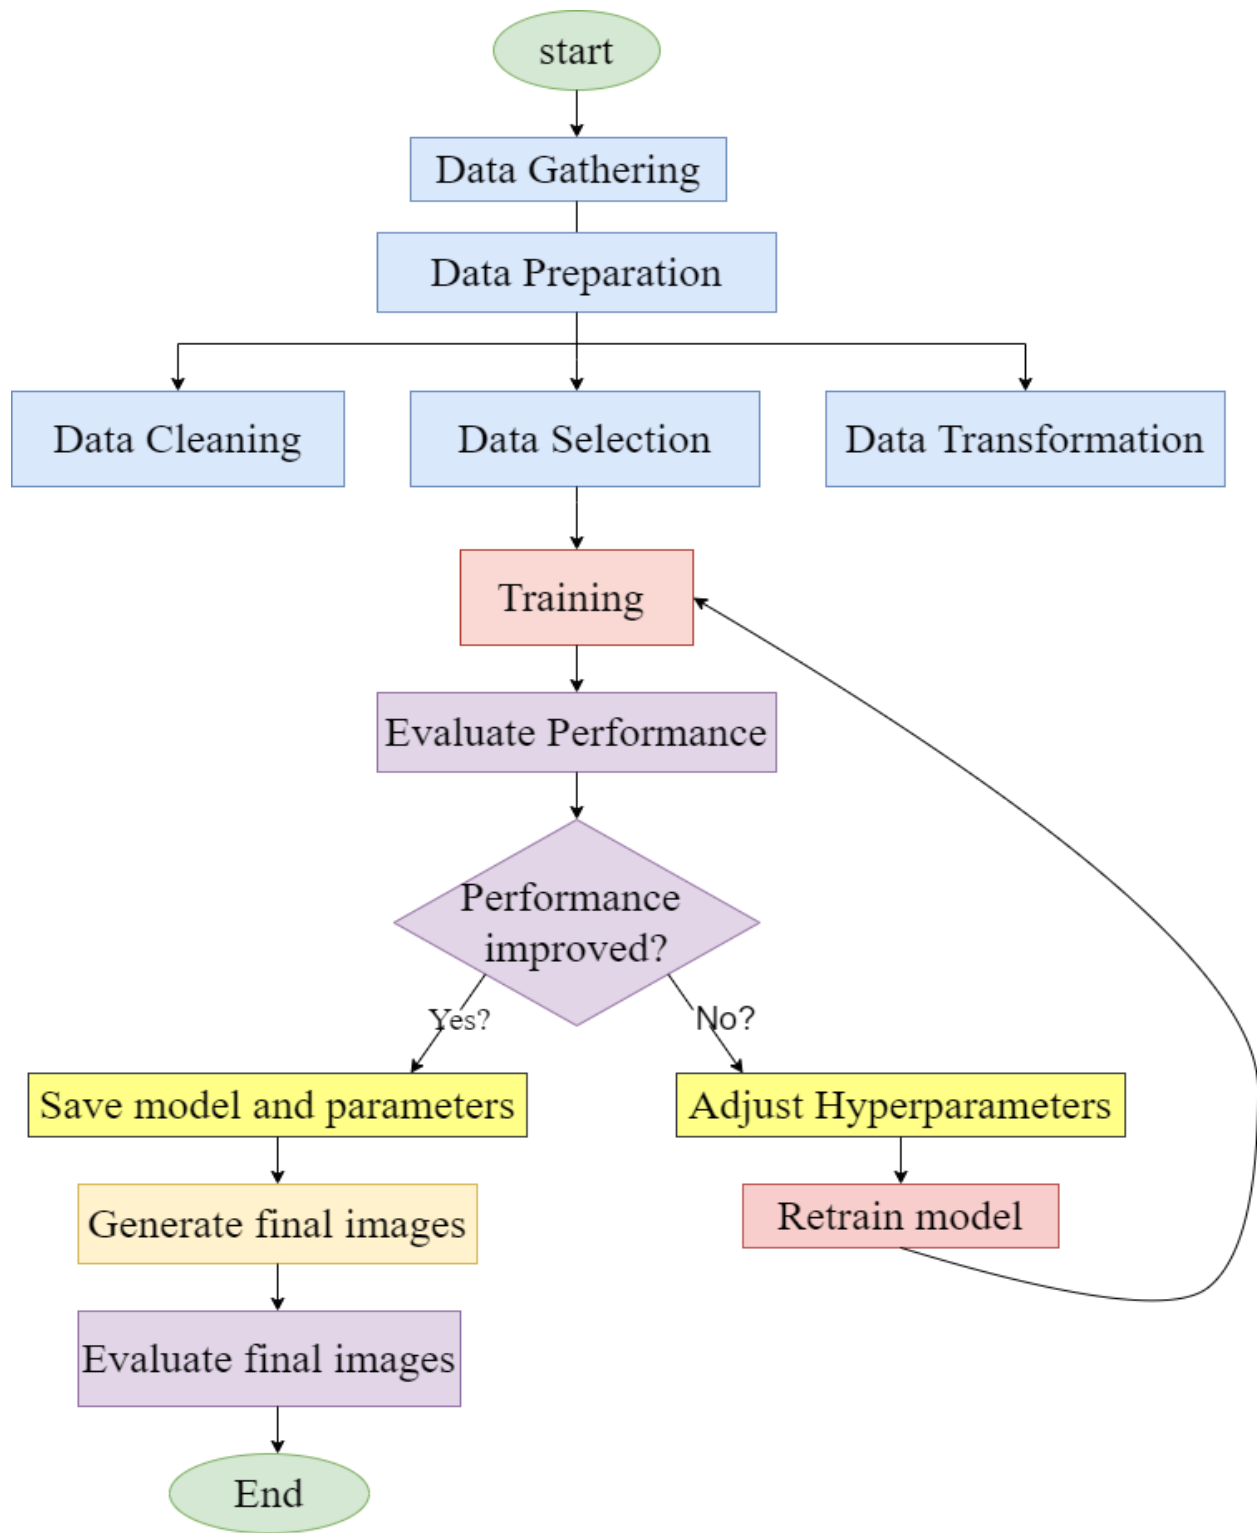 start
Data Gathering
Data Preparation
Data Cleaning
Data Selection
Data Transformation
Training
Evaluate Performance
Performance
improved?
Yes?
No?
Save model and parameters
Adjust Hyperparameters
Generate final images
Retrain model
Evaluate final images
End